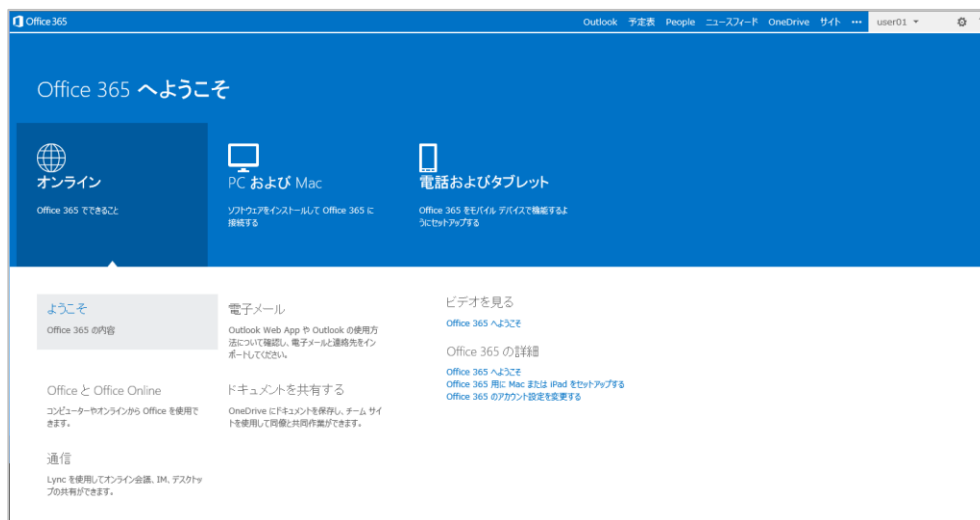 Office 365
Outlook 予定表 People ニュースフィード OneDrive サイト ••• user01
Office 365 へようこそ
オンライン
Office 365 でできること
PC および Mac
ソフトウェアをインストールして Office 365 に
接続する
電話およびタブレット
Office 365 をモバイル デバイスで機能するよ
うにセットアップする
ようこそ
Office 365 の内容
電子メール
Outlook Web App や Outlook の使用方
法について確認し、電子メールと連絡先をイン
ポートしてください。
Office と Office Online
コンピューターやオンラインから Office を使用で
きます。
ドキュメントを共有する
OneDrive にドキュメントを保存し、チーム サイ
トを使用して同僚と共同作業ができます。
通信
Lync を使用してオンライン会議、IM、デスクトッ
プの共有ができます。
ビデオを見る
Office 365 へようこそ
Office 365 の詳細
Office 365 へようこそ
Office 365 用に Mac または iPad をセットアップする
Office 365 のアカウント設定を変更する